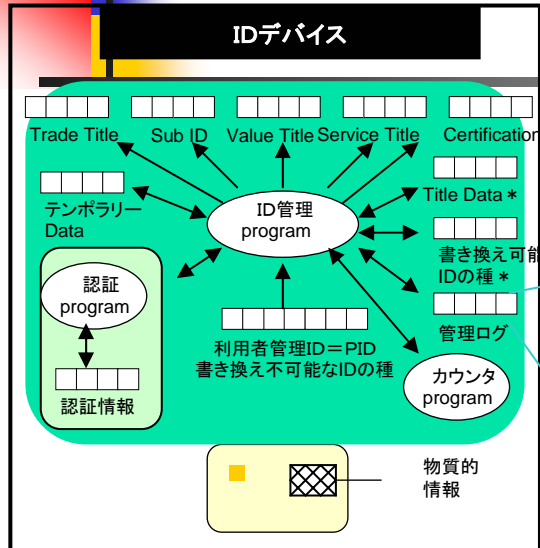 IDデバイス
Trade Title
Sub ID
Value Title
Service Title
Certification
テンポラリー
Data
ID管理
program
Title Data＊
書き換え可能
IDの種＊
認証
program
管理ログ
利用者管理ID＝PID
書き換え不可能なIDの種
認証情報
カウンタ
program
物質的
情報